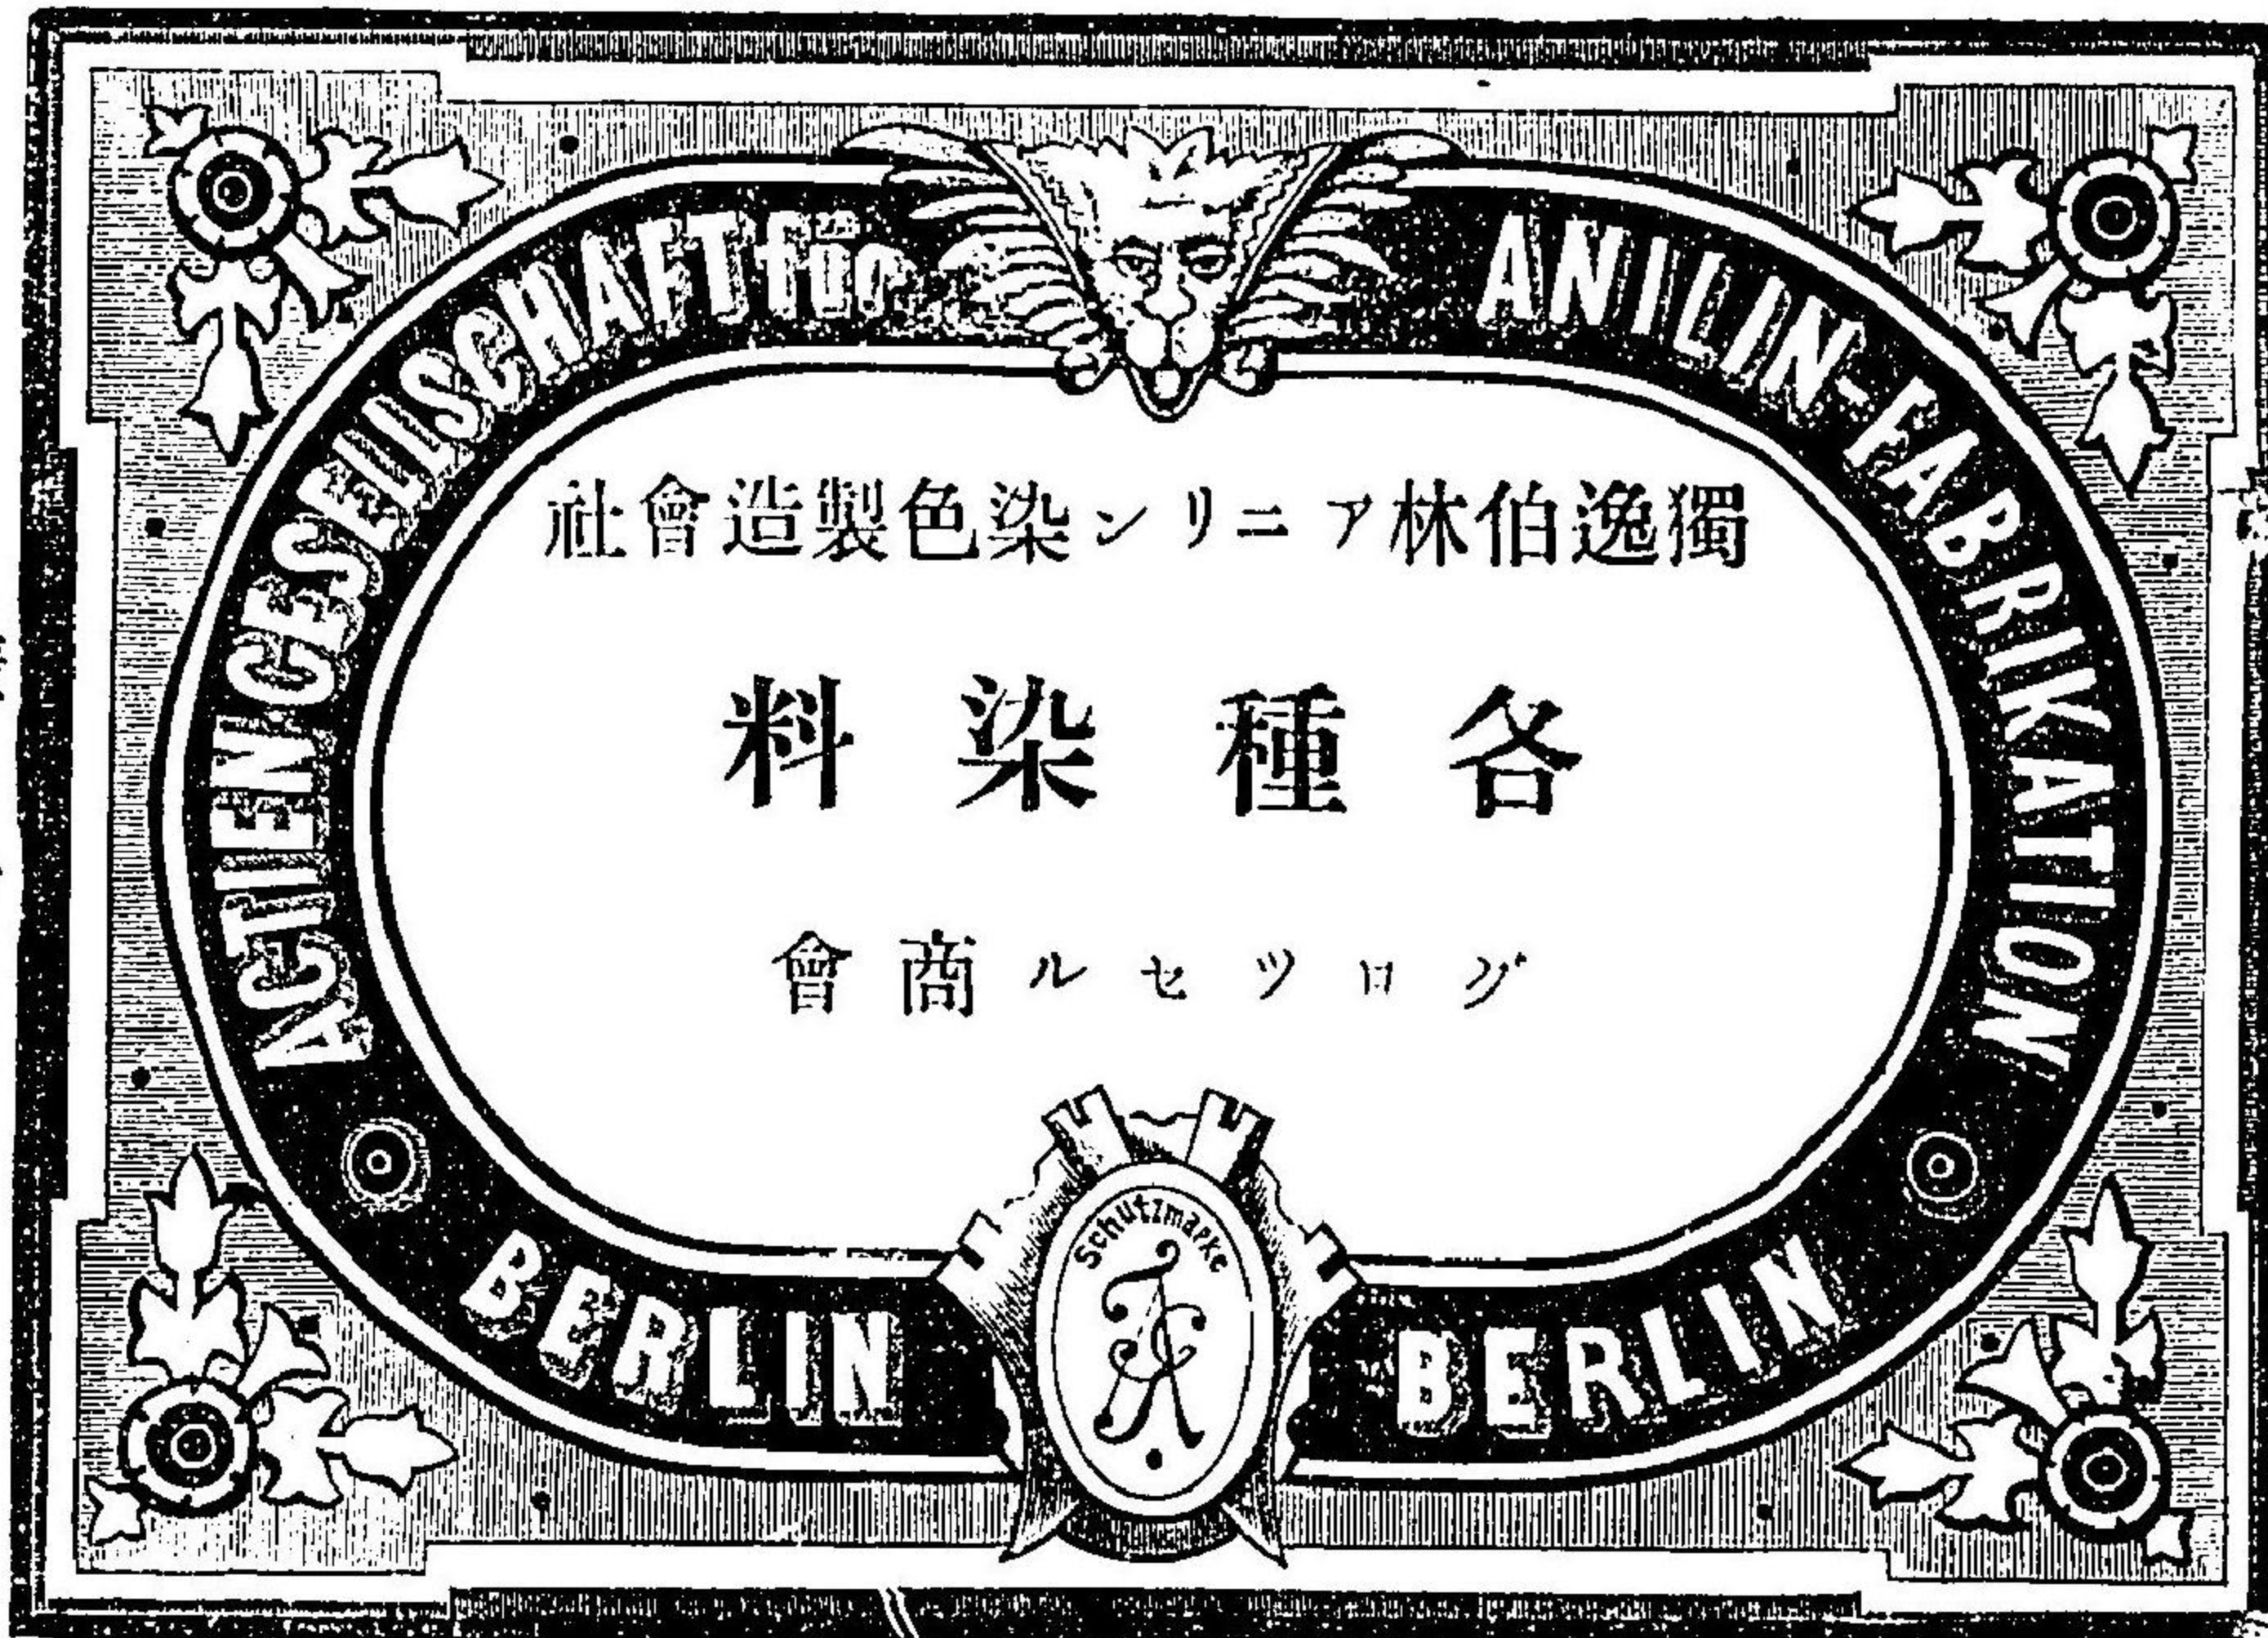 ACTIEN.GESELLSCHAFT für ANILIN-FABRIKATION
獨逸伯林アニリン染色製造會社
各種染料
グロツセル商會
Schutzmarke
BERLIN BERLIN